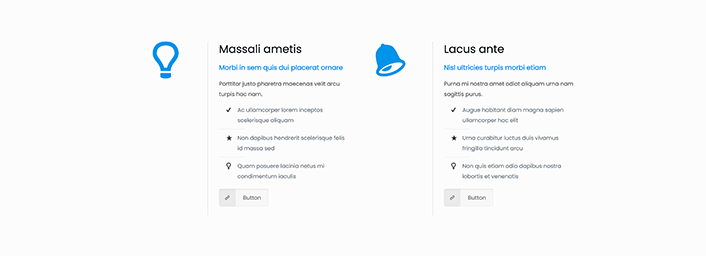 Massali ametis
Morbi in sem quis dui placerat ornare
Porttitor justo pharetra maecenas velit arcu
turpis hac nam.
Ac ullamcorper lorem inceptos
scelerisque aliquam
Non dapibus hendrerit scelerisque felis
id massa sed
Quam posuere lacinia netus mi
condimentum iaculis
Button
Lacus ante
Nisl ultricies turpis morbi etiam
Purna mi nostra amet odiot aliquam urna nam
sagittis purus.
Augue habitant diam magna sapien
ullamcorper hac elit
Urna curabitur luctus duis vivamus
fringilla tincidunt arcu
Non quis etiam odio dapibus nostra
lobortis et venenatis
Button